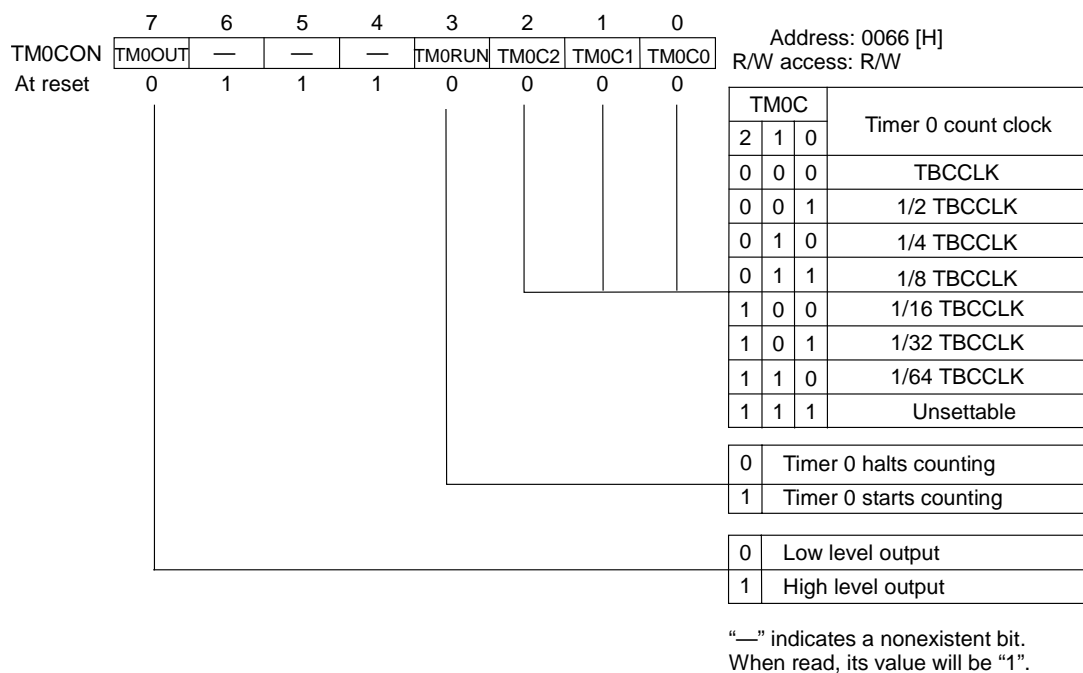 7 6 5 4 3 2 1 0
TM0CON TM0OUT — — — TM0RUN TM0C2 TM0C1 TM0C0
At reset 0 1 1 1 0 0 0 0
Address: 0066 [H]
R/W access: R/W
TM0C Timer 0 count clock
2 1 0
0 0 0 TBCCLK
0 0 1 1/2 TBCCLK
0 1 0 1/4 TBCCLK
0 1 1 1/8 TBCCLK
1 0 0 1/16 TBCCLK
1 0 1 1/32 TBCCLK
1 1 0 1/64 TBCCLK
1 1 1 Unsettable
0 Timer 0 halts counting
1 Timer 0 starts counting
0 Low level output
1 High level output
“—” indicates a nonexistent bit.
When read, its value will be “1”.